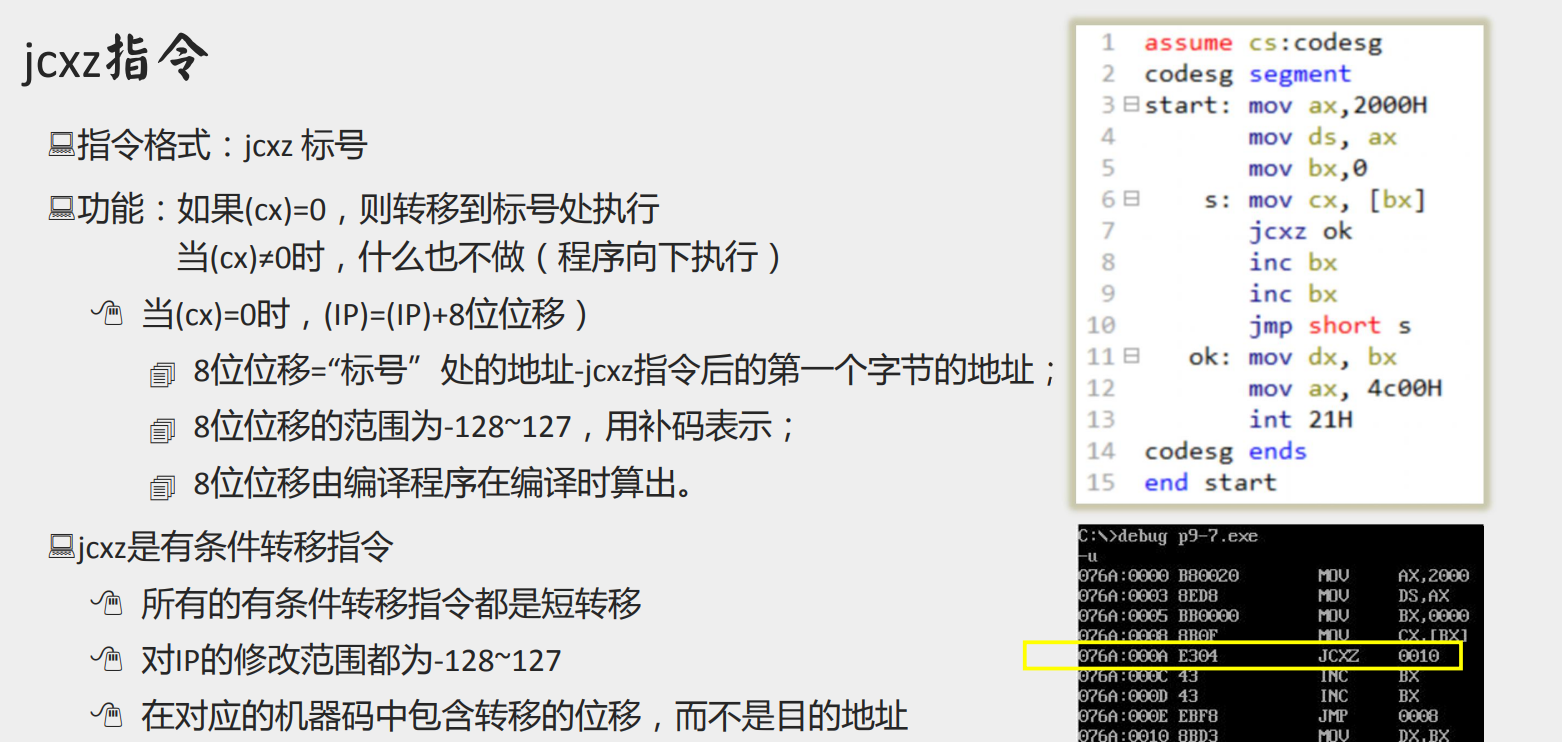 jcxz指令
指令格式：jcxz 标号
功能：如果(cx)=0，则转移到标号处执行
当(cx)≠0时，什么也不做（程序向下执行）
当(cx)=0时，(IP)=(IP)+8位位移）
8位位移=“标号”处的地址-jcxz指令后的第一个字节的地址；
8位位移的范围为-128~127，用补码表示；
8位位移由编译程序在编译时算出。
jcxz是有条件转移指令
所有的有条件转移指令都是短转移
对IP的修改范围都为-128~127
在对应的机器码中包含转移的位移，而不是目的地址
1 assume cs:codesg
2 codesg segment
3 start: mov ax,2000H
4 mov ds, ax
5 mov bx,0
6 s: mov cx, [bx]
7 jcxz ok
8 inc bx
9 inc bx
10 jmp short s
11 ok: mov dx, bx
12 mov ax, 4c00H
13 int 21H
14 codesg ends
15 end start
C:\>debug p9-7.exe
-u
076A:0000 B80020 MOV AX,2000
076A:0003 8ED8 MOV DS,AX
076A:0005 BB0000 MOV BX,0000
076A:0008 8B0F MOV CX,[BX]
076A:000A E304 JCXZ 0010
076A:000C 43 INC BX
076A:000D 43 INC BX
076A:000E EBF8 JMP 0008
076A:0010 8BD3 MOV DX,BX